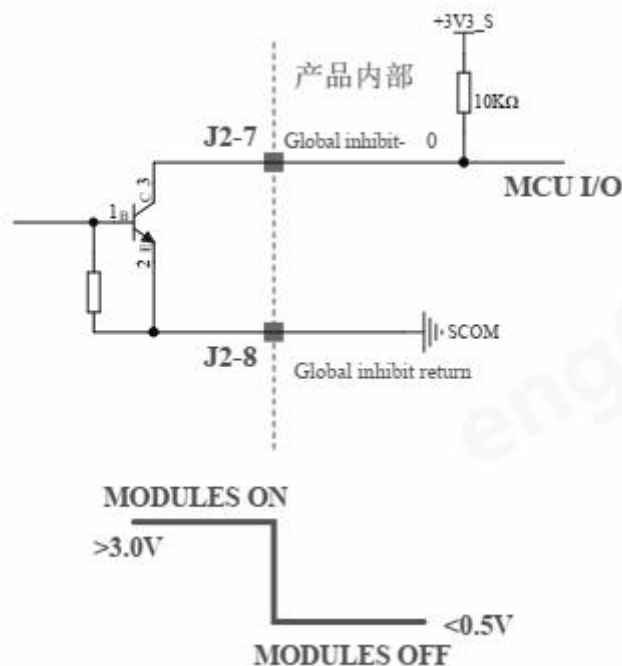 +3V3_S
产品内部
10KΩ
J2-7
Global inhibit- 0
MCU I/O
C 3
1 B
2 E
SCOM
J2-8
Global inhibit return
MODULES ON
>3.0V
<0.5V
MODULES OFF